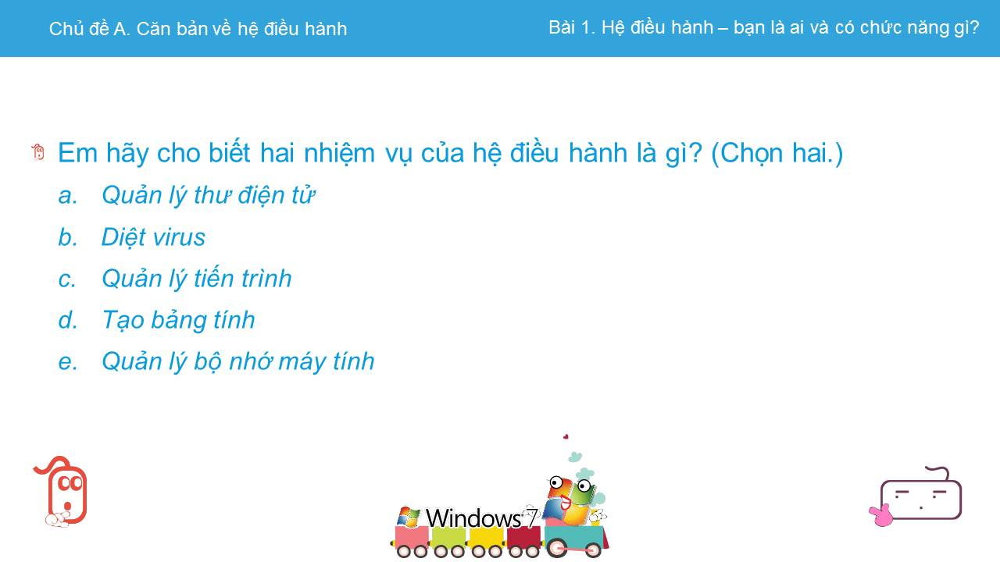 Chủ đề A. Căn bản về hệ điều hành
Bài 1. Hệ điều hành – bạn là ai và có chức năng gì?
Em hãy cho biết hai nhiệm vụ của hệ điều hành là gì? (Chọn hai.)
a. Quản lý thư điện tử
b. Diệt virus
c. Quản lý tiến trình
d. Tạo bảng tính
e. Quản lý bộ nhớ máy tính
Windows 7